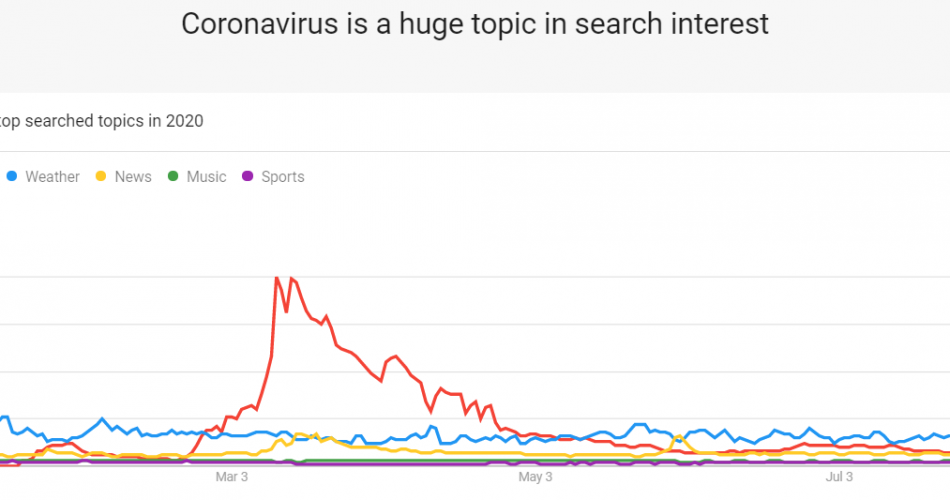 Coronavirus is a huge topic in search interest
top searched topics in 2020
Weather News Music Sports
Mar 3 May 3 Jul 3